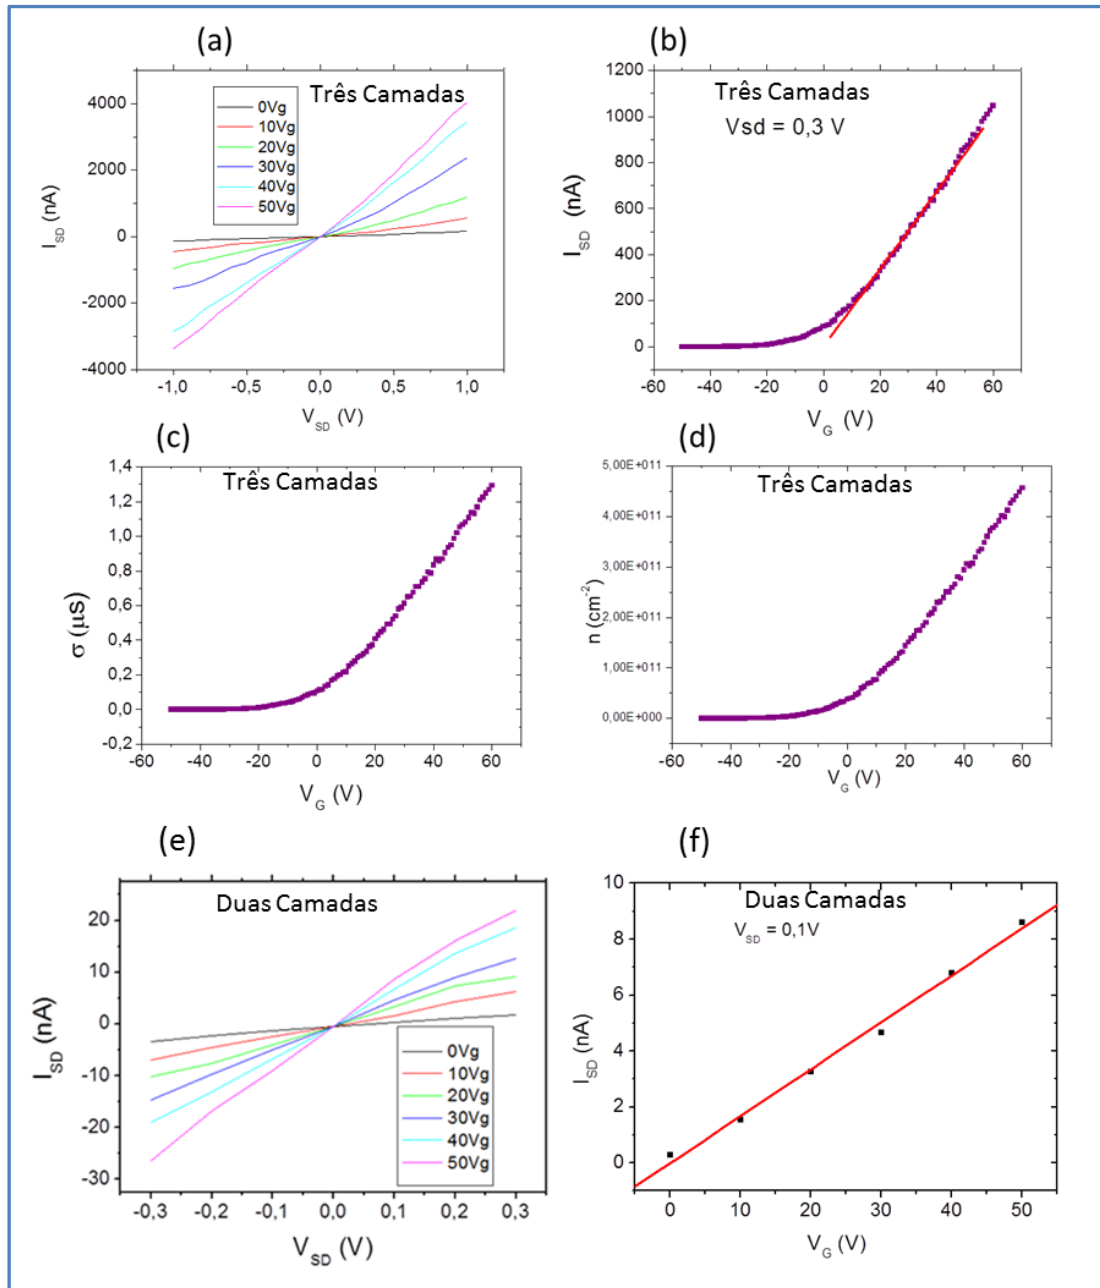 (a)
Três Camadas
0Vg
10Vg
20Vg
30Vg
40Vg
50Vg
4000
2000
0
-2000
-4000
I_SD (nA)
-1,0 -0,5 0,0 0,5 1,0
V_SD (V)
(b)
Três Camadas
Vsd = 0,3 V
1200
1000
800
600
400
200
0
I_SD (nA)
-60 -40 -20 0 20 40 60
V_G (V)
(c)
Três Camadas
1,4
1,2
1,0
0,8
0,6
0,4
0,2
0,0
-0,2
σ (μs)
-60 -40 -20 0 20 40 60
V_G (V)
(d)
Três Camadas
5,00E+011
4,00E+011
3,00E+011
2,00E+011
1,00E+011
0,00E+000
n (cm⁻²)
-60 -40 -20 0 20 40 60
V_G (V)
(e)
Duas Camadas
20
10
0
-10
-20
-30
I_SD (nA)
0Vg
10Vg
20Vg
30Vg
40Vg
50Vg
-0,3 -0,2 -0,1 0,0 0,1 0,2 0,3
V_SD (V)
(f)
Duas Camadas
V_SD = 0,1V
10
8
6
4
2
0
I_SD (nA)
0 10 20 30 40 50
V_G (V)